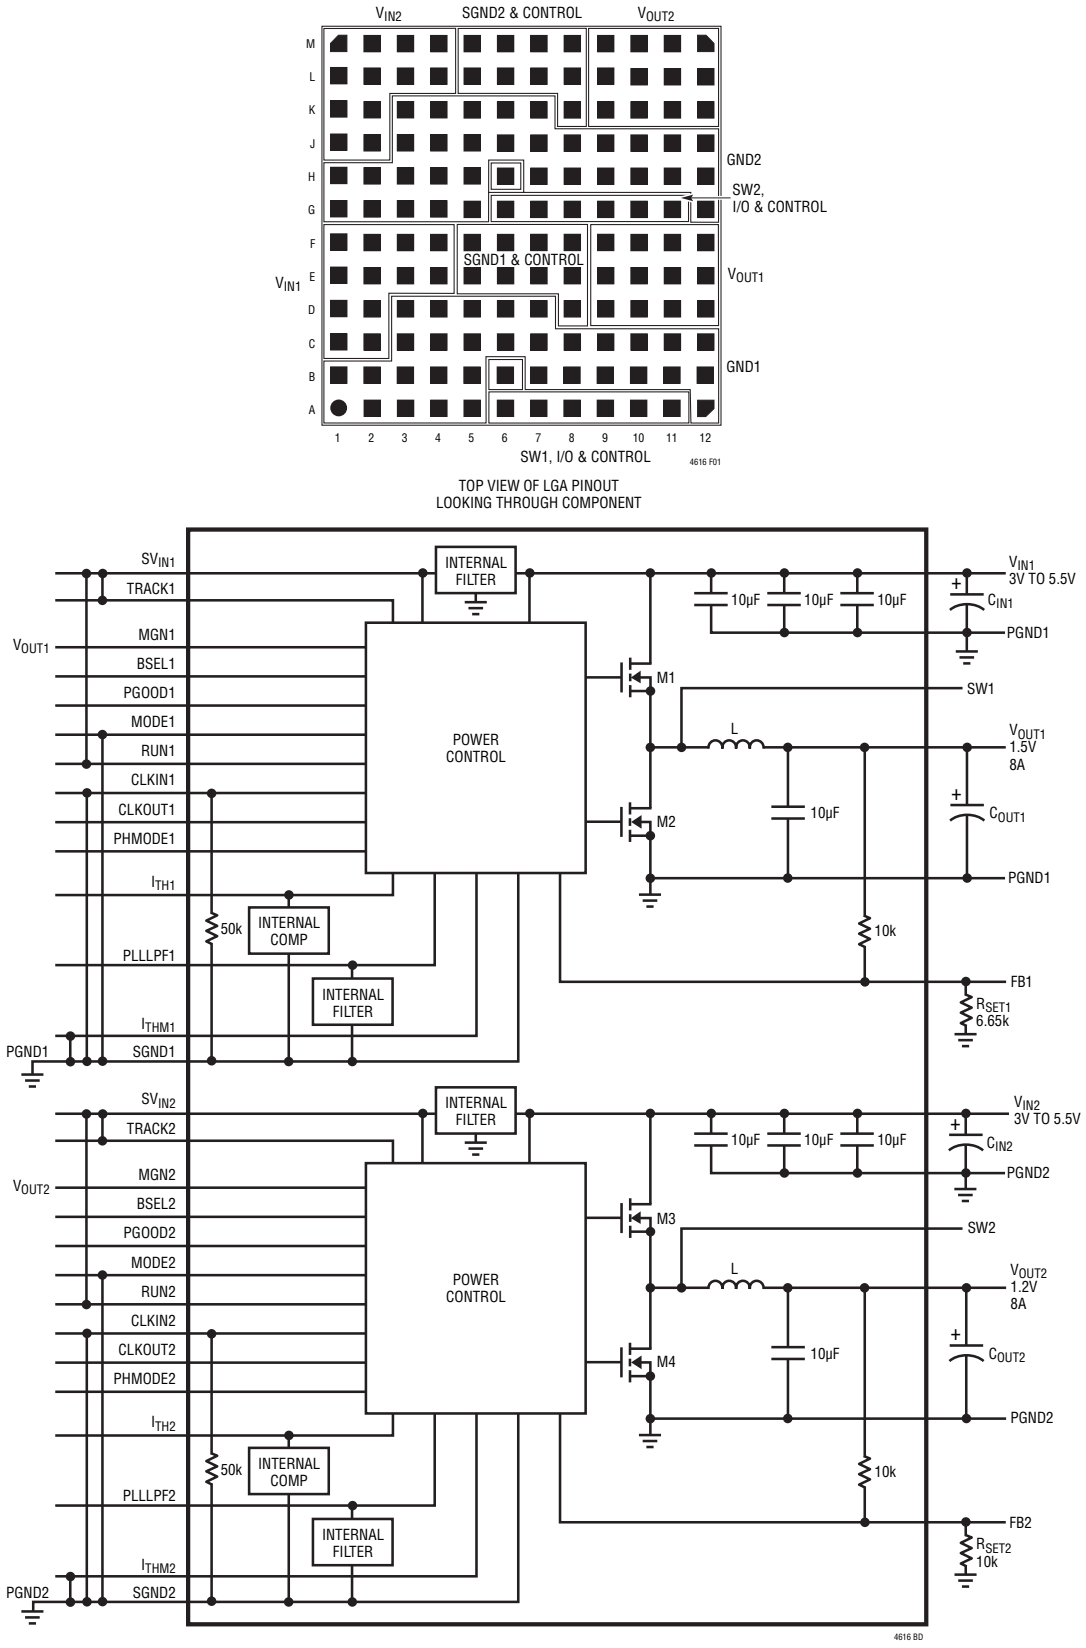 VIN2 SGND2 & CONTROL VOUT2
M
L
K
J
H
G
F
E
D
C
B
A
GND2
SW2,
I/O & CONTROL
SGND1 & CONTROL
VIN1
VOUT1
GND1
1 2 3 4 5 6 7 8 9 10 11 12
SW1, I/O & CONTROL
4616 F01
TOP VIEW OF LGA PINOUT
LOOKING THROUGH COMPONENT
SVIN1
TRACK1
VOUT1
MGN1
BSEL1
PGOOD1
MODE1
RUN1
CLKIN1
CLKOUT1
PHMODE1
ITH1
PLLLPF1
ITHM1
PGND1
SGND1
50k
INTERNAL
COMP
INTERNAL
FILTER
INTERNAL
FILTER
POWER
CONTROL
M1
M2
10µF
10µF
10µF
VIN1
3V TO 5.5V
+
CIN1
PGND1
SW1
L
VOUT1
1.5V
8A
10µF
+
COUT1
PGND1
10k
FB1
RSET1
6.65k
SVIN2
TRACK2
VOUT2
MGN2
BSEL2
PGOOD2
MODE2
RUN2
CLKIN2
CLKOUT2
PHMODE2
ITH2
PLLLPF2
ITHM2
PGND2
SGND2
50k
INTERNAL
COMP
INTERNAL
FILTER
INTERNAL
FILTER
POWER
CONTROL
M3
M4
10µF
10µF
10µF
VIN2
3V TO 5.5V
+
CIN2
PGND2
SW2
L
VOUT2
1.2V
8A
10µF
+
COUT2
PGND2
10k
FB2
RSET2
10k
4616 BD